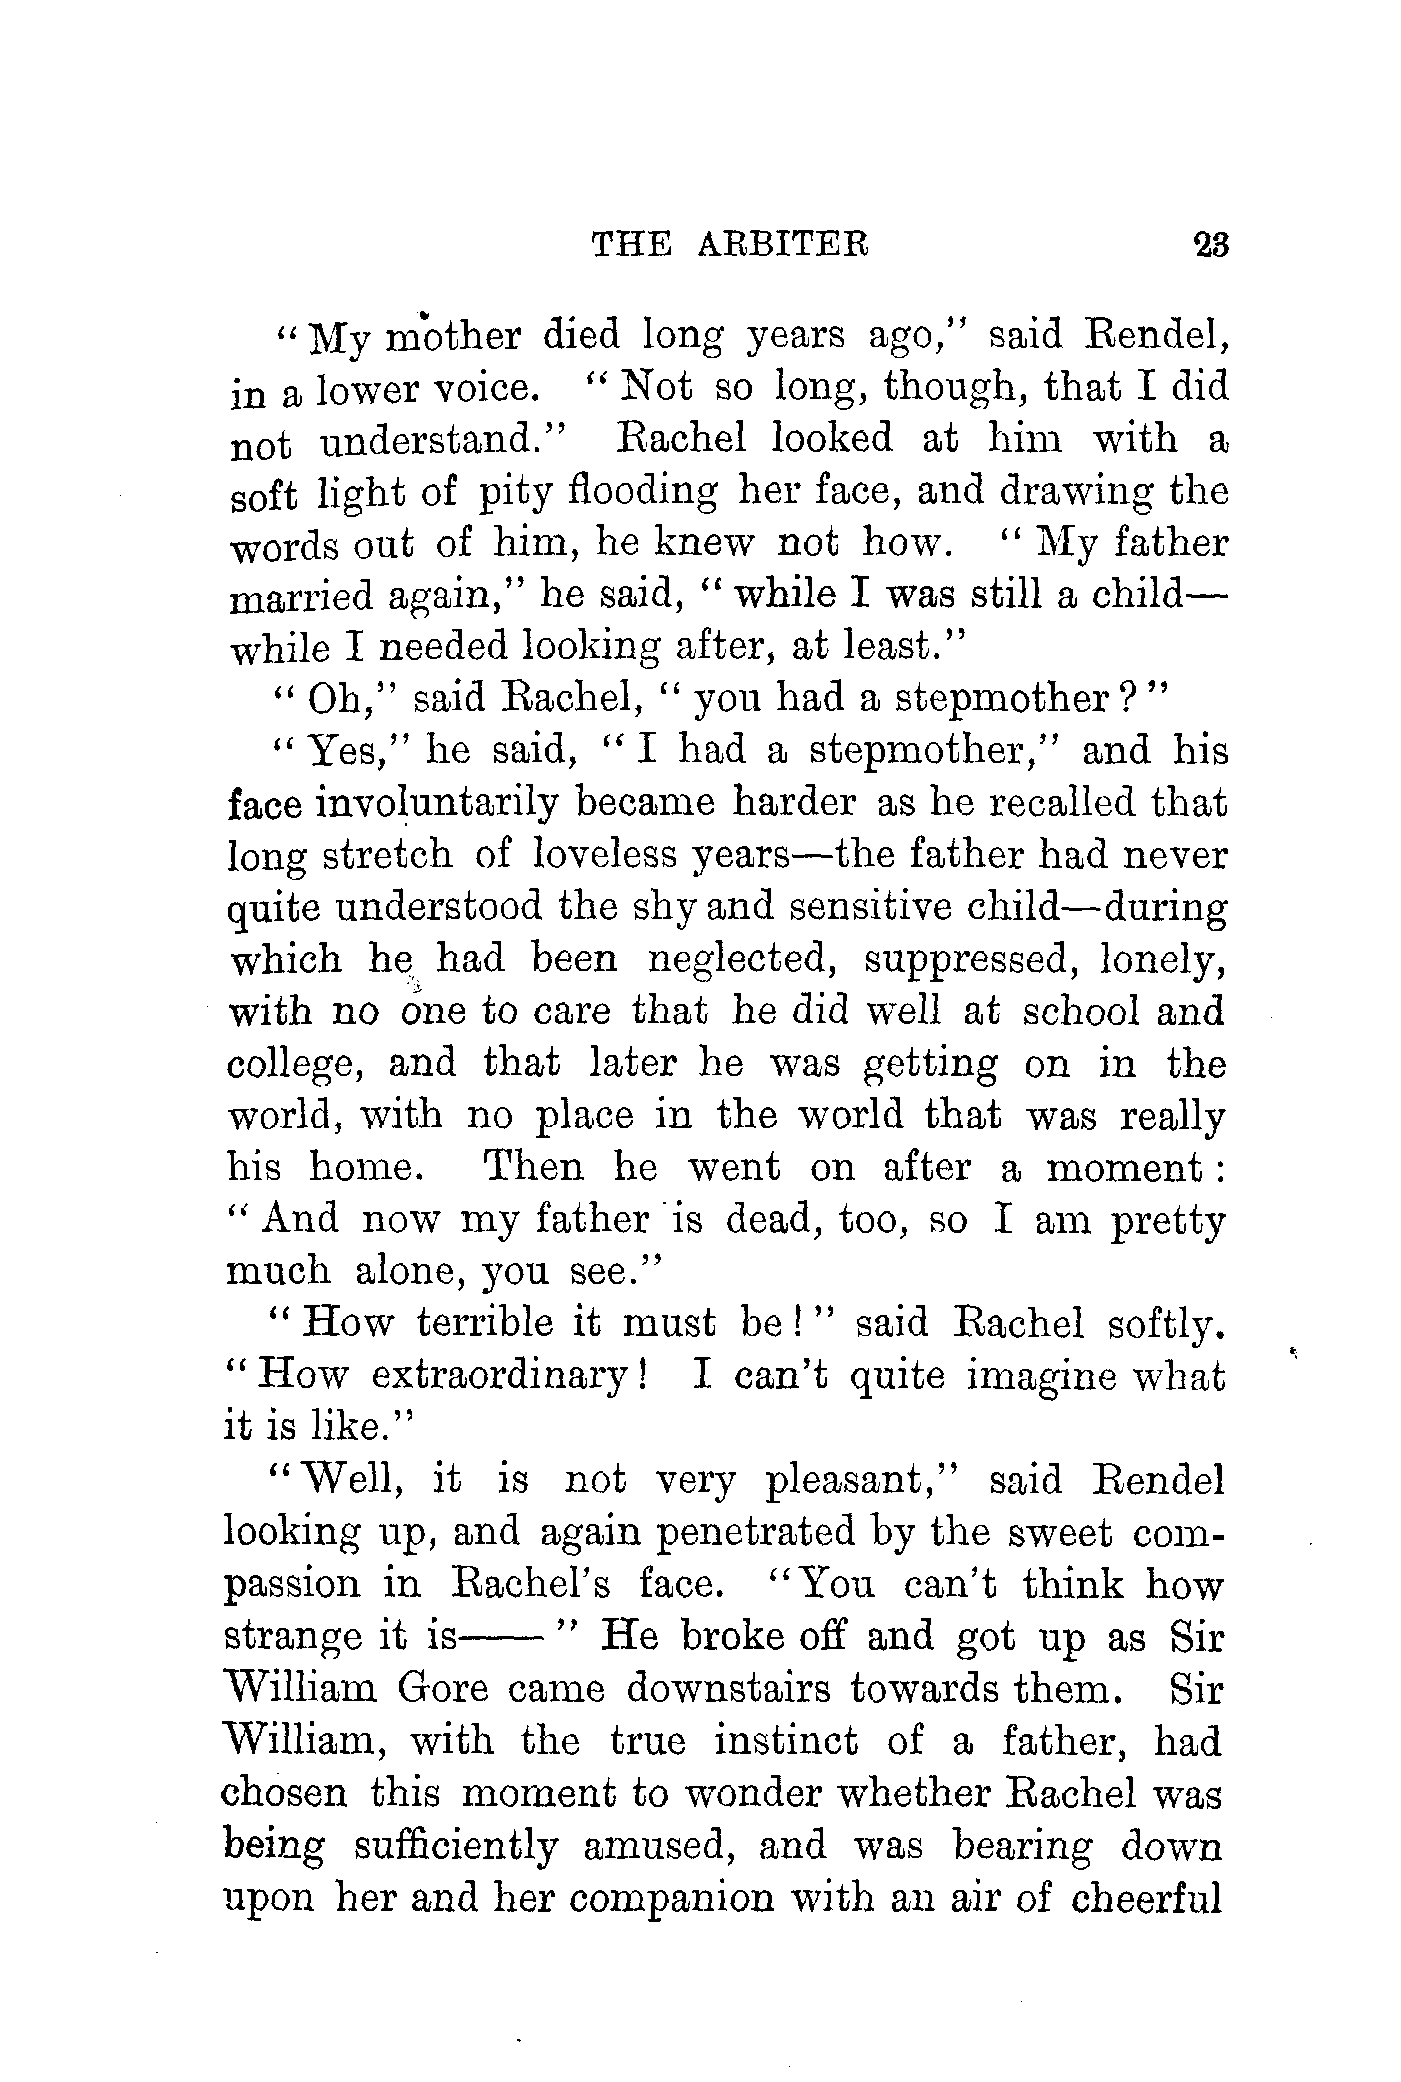 THE ARBITER 23
" My mother died long years ago," said Rendel,
in a lower voice. " Not so long, though, that I did
not understand." Rachel looked at him with a
soft light of pity flooding her face, and drawing the
words out of him, he knew not how. " My father
married again," he said, " while I was still a child—
while I needed looking after, at least."
" Oh," said Rachel, " you had a stepmother ? "
" Yes," he said, " I had a stepmother," and his
face involuntarily became harder as he recalled that
long stretch of loveless years—the father had never
quite understood the shy and sensitive child—during
which he had been neglected, suppressed, lonely,
with no one to care that he did well at school and
college, and that later he was getting on in the
world, with no place in the world that was really
his home. Then he went on after a moment :
" And now my father is dead, too, so I am pretty
much alone, you see."
" How terrible it must be ! " said Rachel softly.
" How extraordinary ! I can't quite imagine what
it is like."
" Well, it is not very pleasant," said Rendel
looking up, and again penetrated by the sweet com-
passion in Rachel's face. " You can't think how
strange it is—— " He broke off and got up as Sir
William Gore came downstairs towards them. Sir
William, with the true instinct of a father, had
chosen this moment to wonder whether Rachel was
being sufficiently amused, and was bearing down
upon her and her companion with an air of cheerful